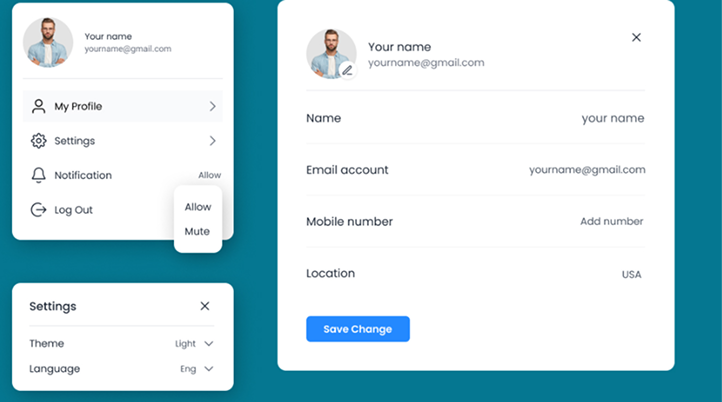 Your name
yourname@gmail.com
My Profile
Settings
Notification
Allow
Log Out
Allow
Mute
Settings
Theme
Light
Language
Eng
Your name
yourname@gmail.com
Name
your name
Email account
yourname@gmail.com
Mobile number
Add number
Location
USA
Save Change